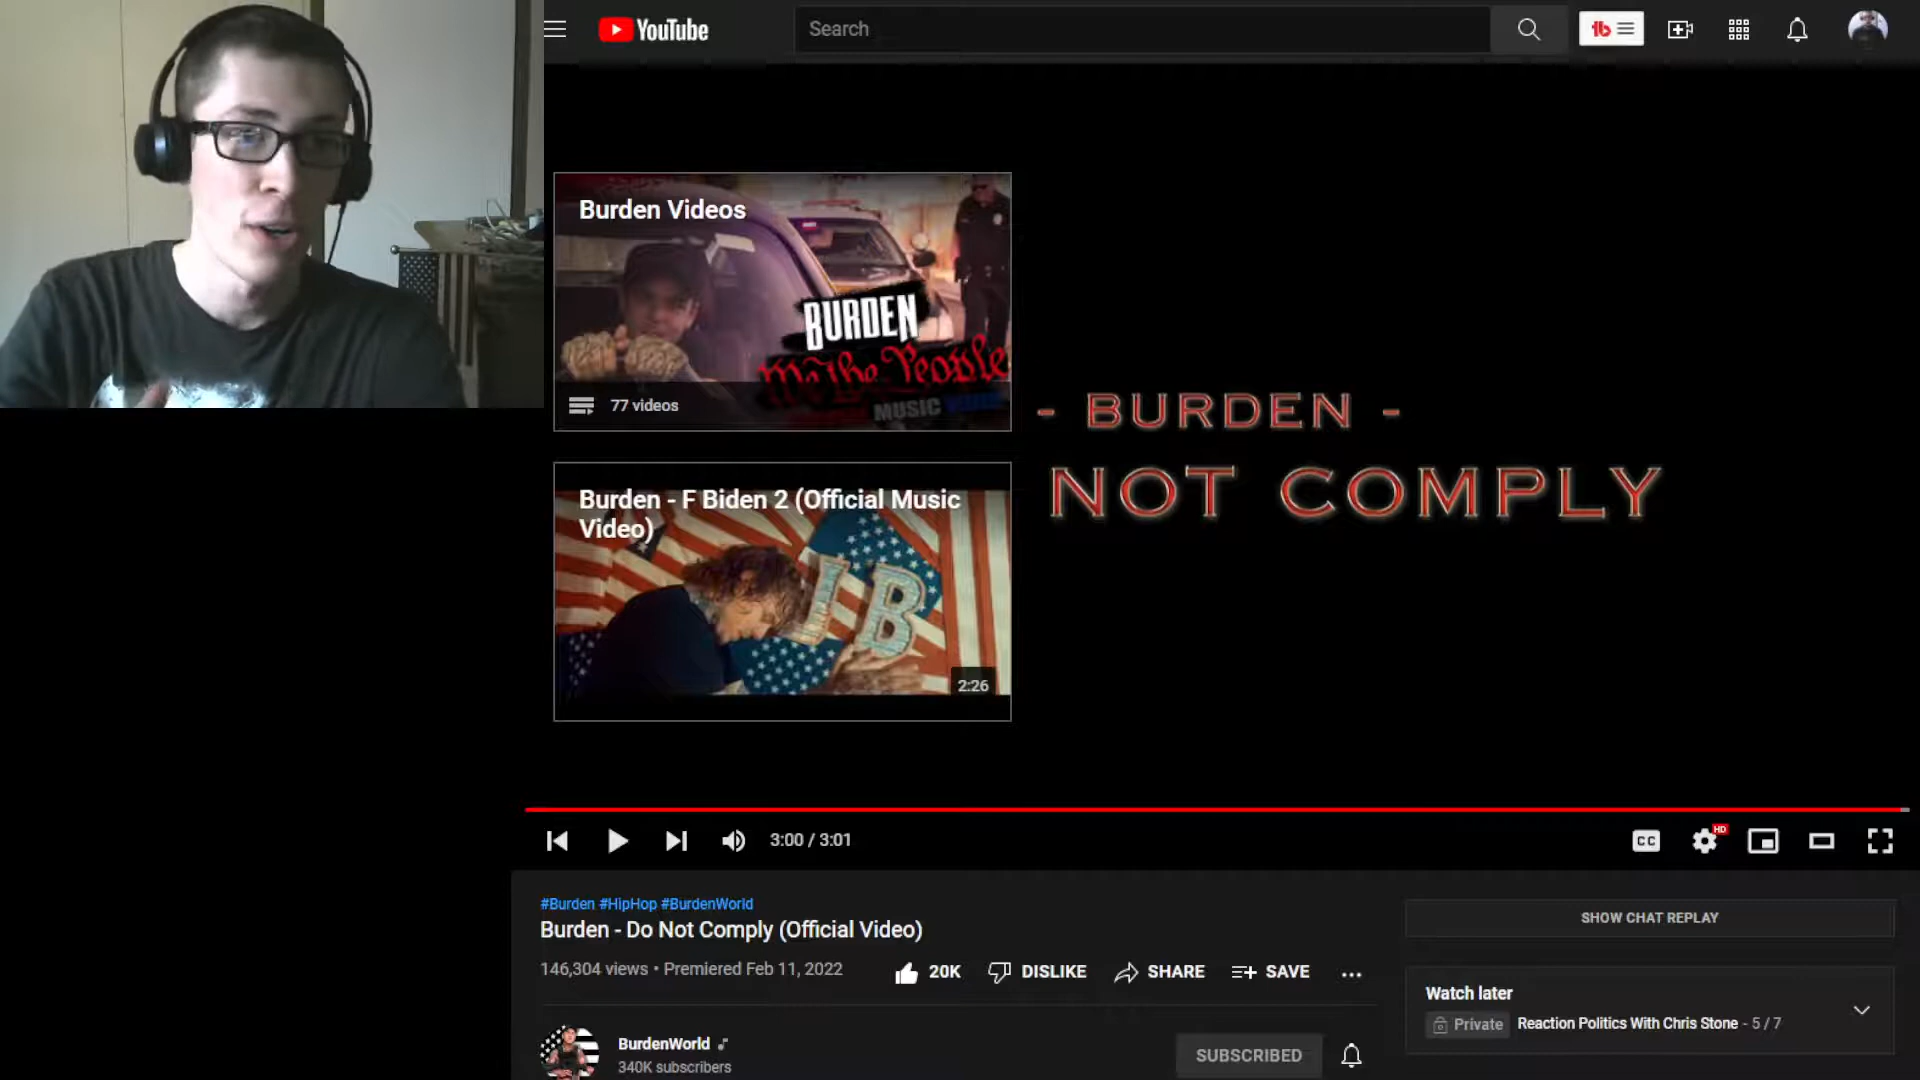 YouTube
Search
Burden Videos
BURDEN
We The People
MUSIC
77 videos
Burden - F Biden 2 (Official Music
Video)
JB
2:26
- BURDEN -
NOT COMPLY
3:00 / 3:01
CC
HD
#Burden #HipHop #BurdenWorld
Burden - Do Not Comply (Official Video)
146,304 views • Premiered Feb 11, 2022
20K
DISLIKE
SHARE
SAVE
BurdenWorld
340K subscribers
SUBSCRIBED
SHOW CHAT REPLAY
Watch later
Private
Reaction Politics With Chris Stone - 5 / 7